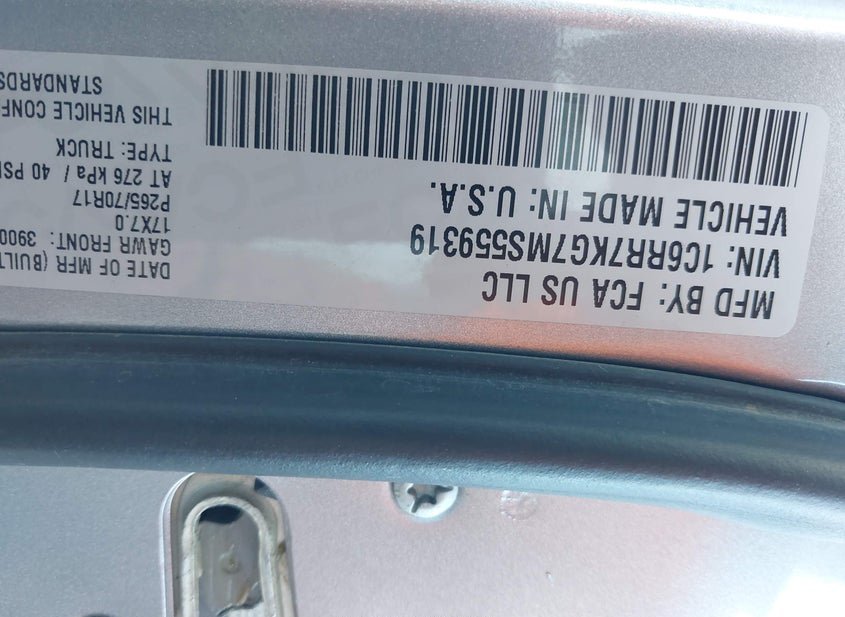 MFD BY: FCA US LLC
VIN: 1C6RR7KG7MS559319
VEHICLE MADE IN: U.S.A.
DATE OF MFR (BUILT
GAWR FRONT: 3900
17X7.0
P265/70R17
AT 276 kPa / 40 PSI
TYPE: TRUCK
THIS VEHICLE CONF
STANDARDS